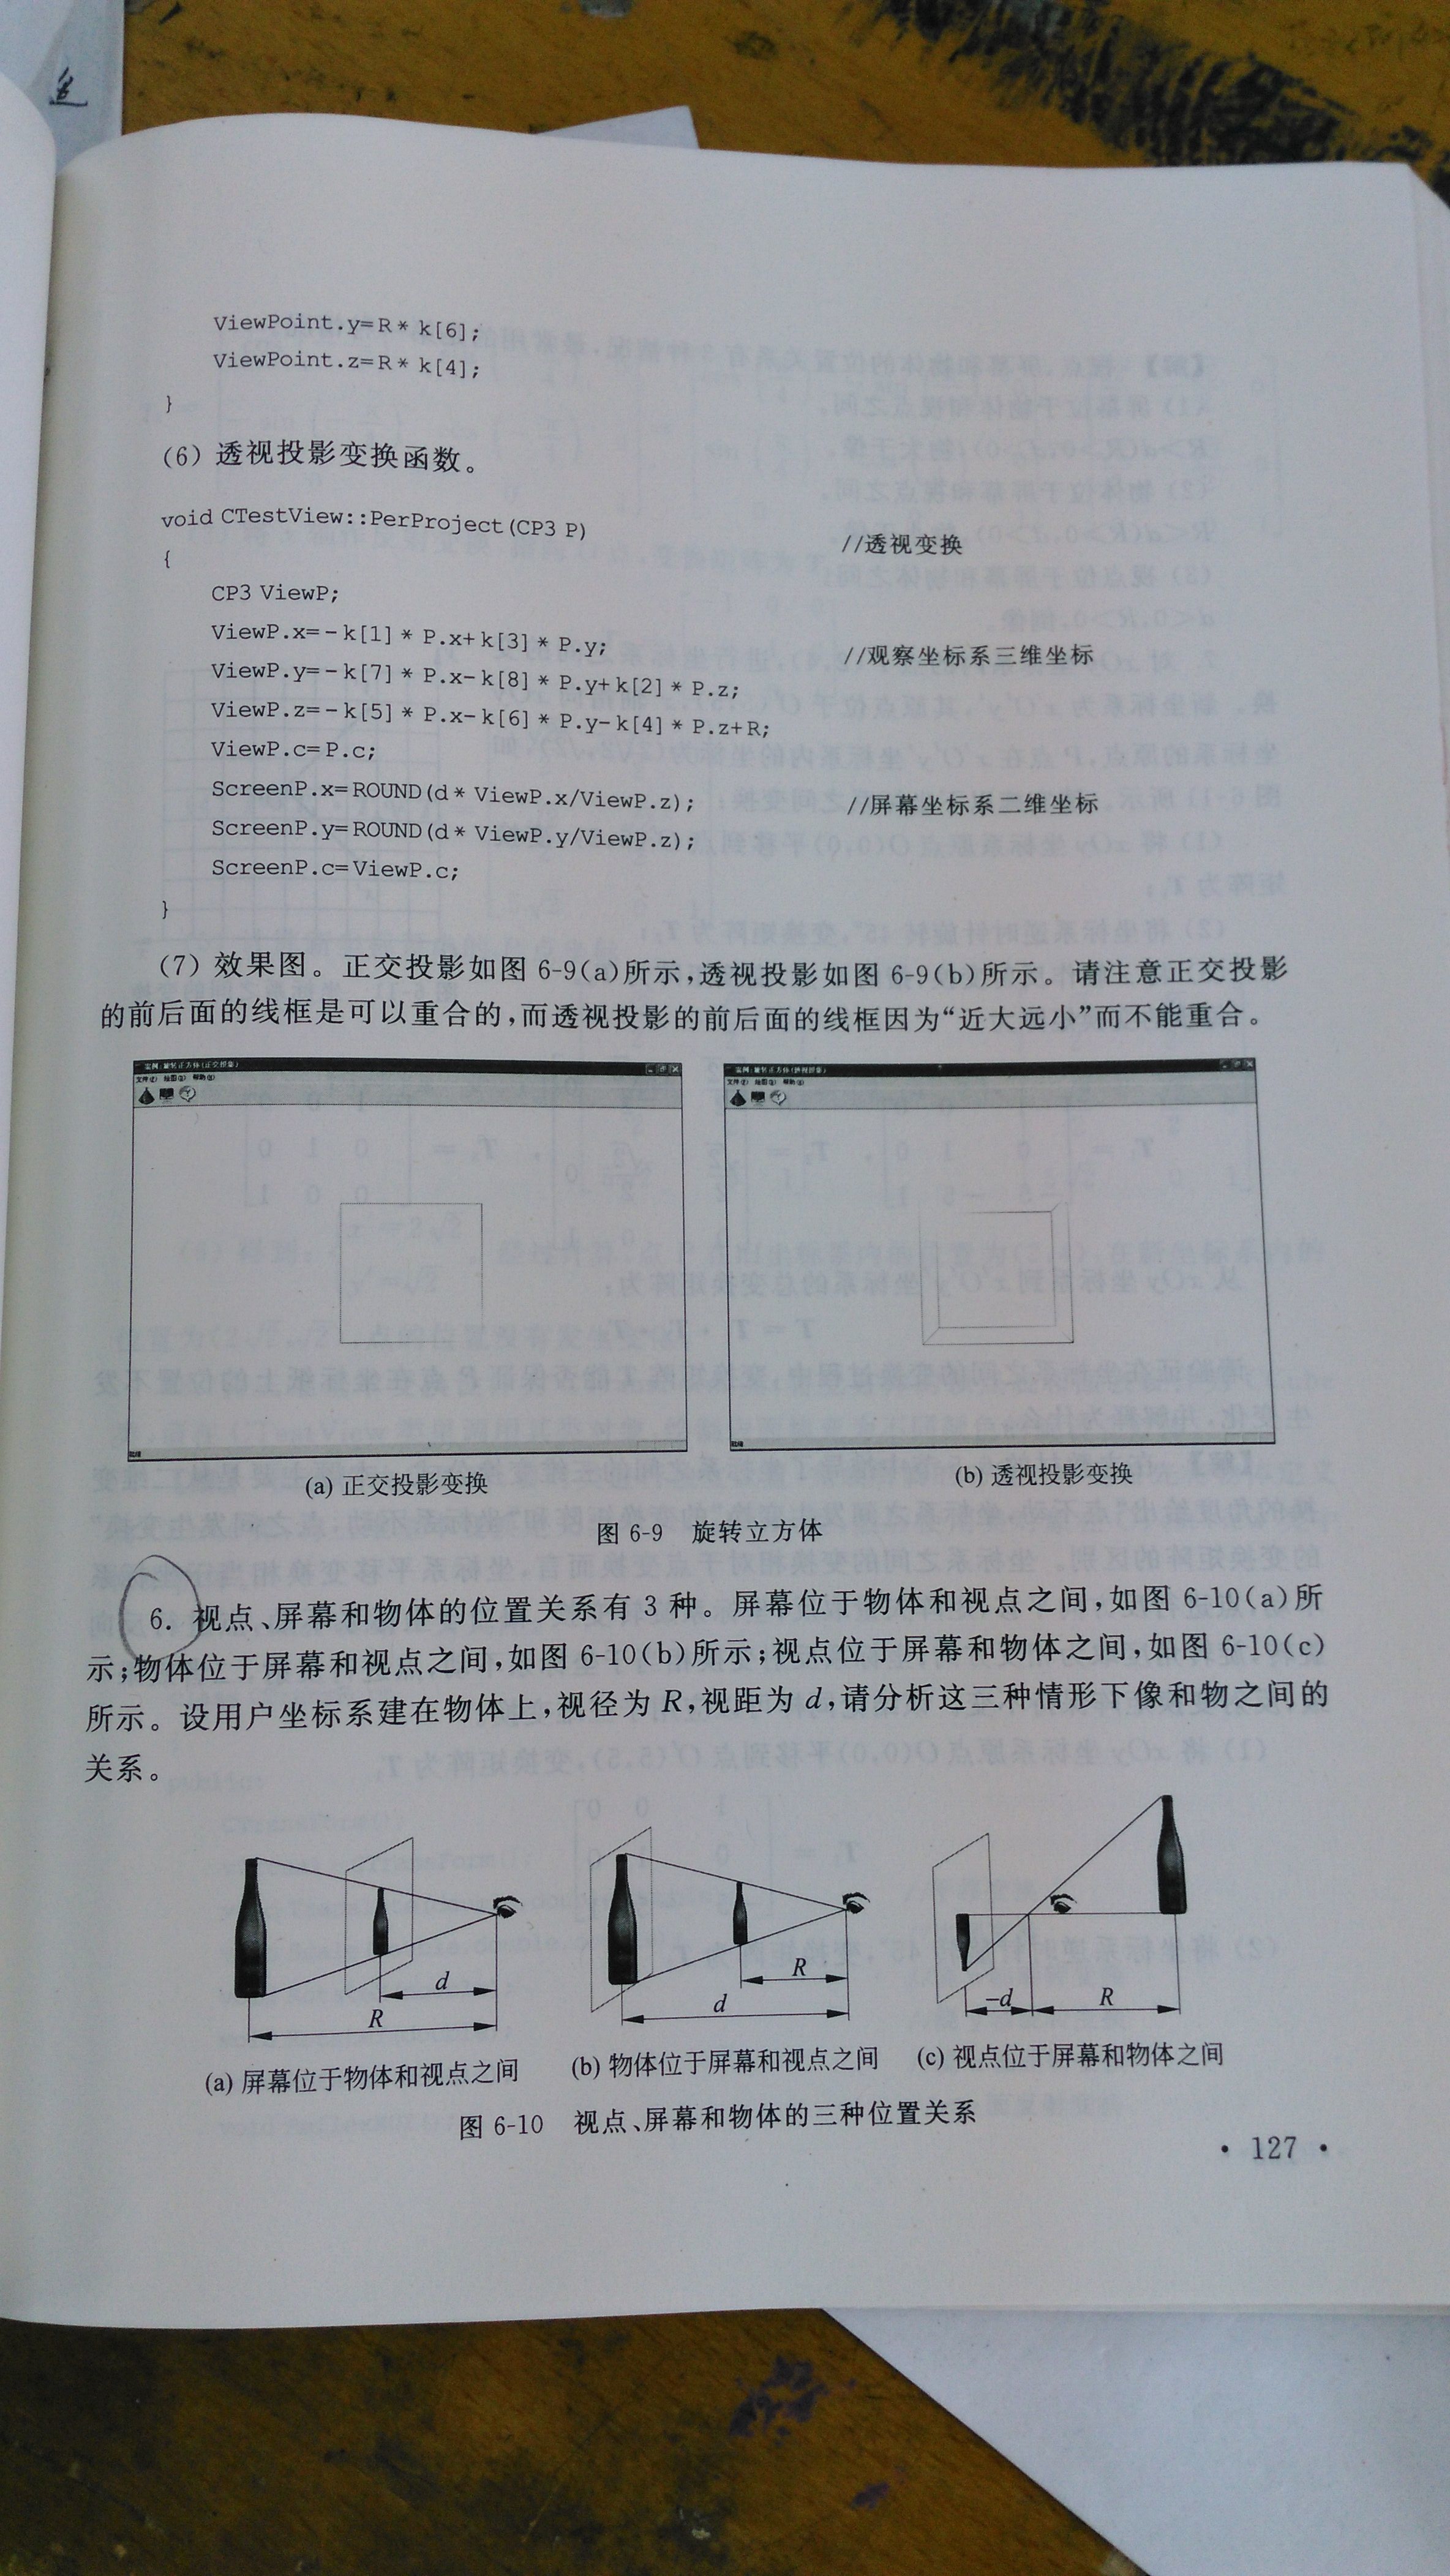 ViewPoint.y=R* k[6];
ViewPoint.z=R* k[4];
}
(6) 透视投影变换函数。
void CTestView::PerProject(CP3 P) //透视变换
{
CP3 ViewP;
ViewP.x=-k[1] * P.x+k[3] * P.y; //观察坐标系三维坐标
ViewP.y=-k[7] * P.x-k[8] * P.y+k[2] * P.z;
ViewP.z=-k[5] * P.x-k[6] * P.y-k[4] * P.z+R;
ViewP.c=P.c;
ScreenP.x=ROUND(d* ViewP.x/ViewP.z); //屏幕坐标系二维坐标
ScreenP.y=ROUND(d* ViewP.y/ViewP.z);
ScreenP.c=ViewP.c;
}
(7) 效果图。正交投影如图 6-9(a)所示,透视投影如图 6-9(b)所示。请注意正交投影
的前后面的线框是可以重合的,而透视投影的前后面的线框因为“近大远小”而不能重合。
(a) 正交投影变换
(b) 透视投影变换
图 6-9 旋转立方体
6. 视点、屏幕和物体的位置关系有 3 种。屏幕位于物体和视点之间,如图 6-10(a)所
示;物体位于屏幕和视点之间,如图 6-10(b)所示;视点位于屏幕和物体之间,如图 6-10(c)
所示。设用户坐标系建在物体上,视径为 R,视距为 d,请分析这三种情形下像和物之间的
关系。
d
R
R
d
-d R
(a) 屏幕位于物体和视点之间
(b) 物体位于屏幕和视点之间
(c) 视点位于屏幕和物体之间
图 6-10 视点、屏幕和物体的三种位置关系
· 127 ·